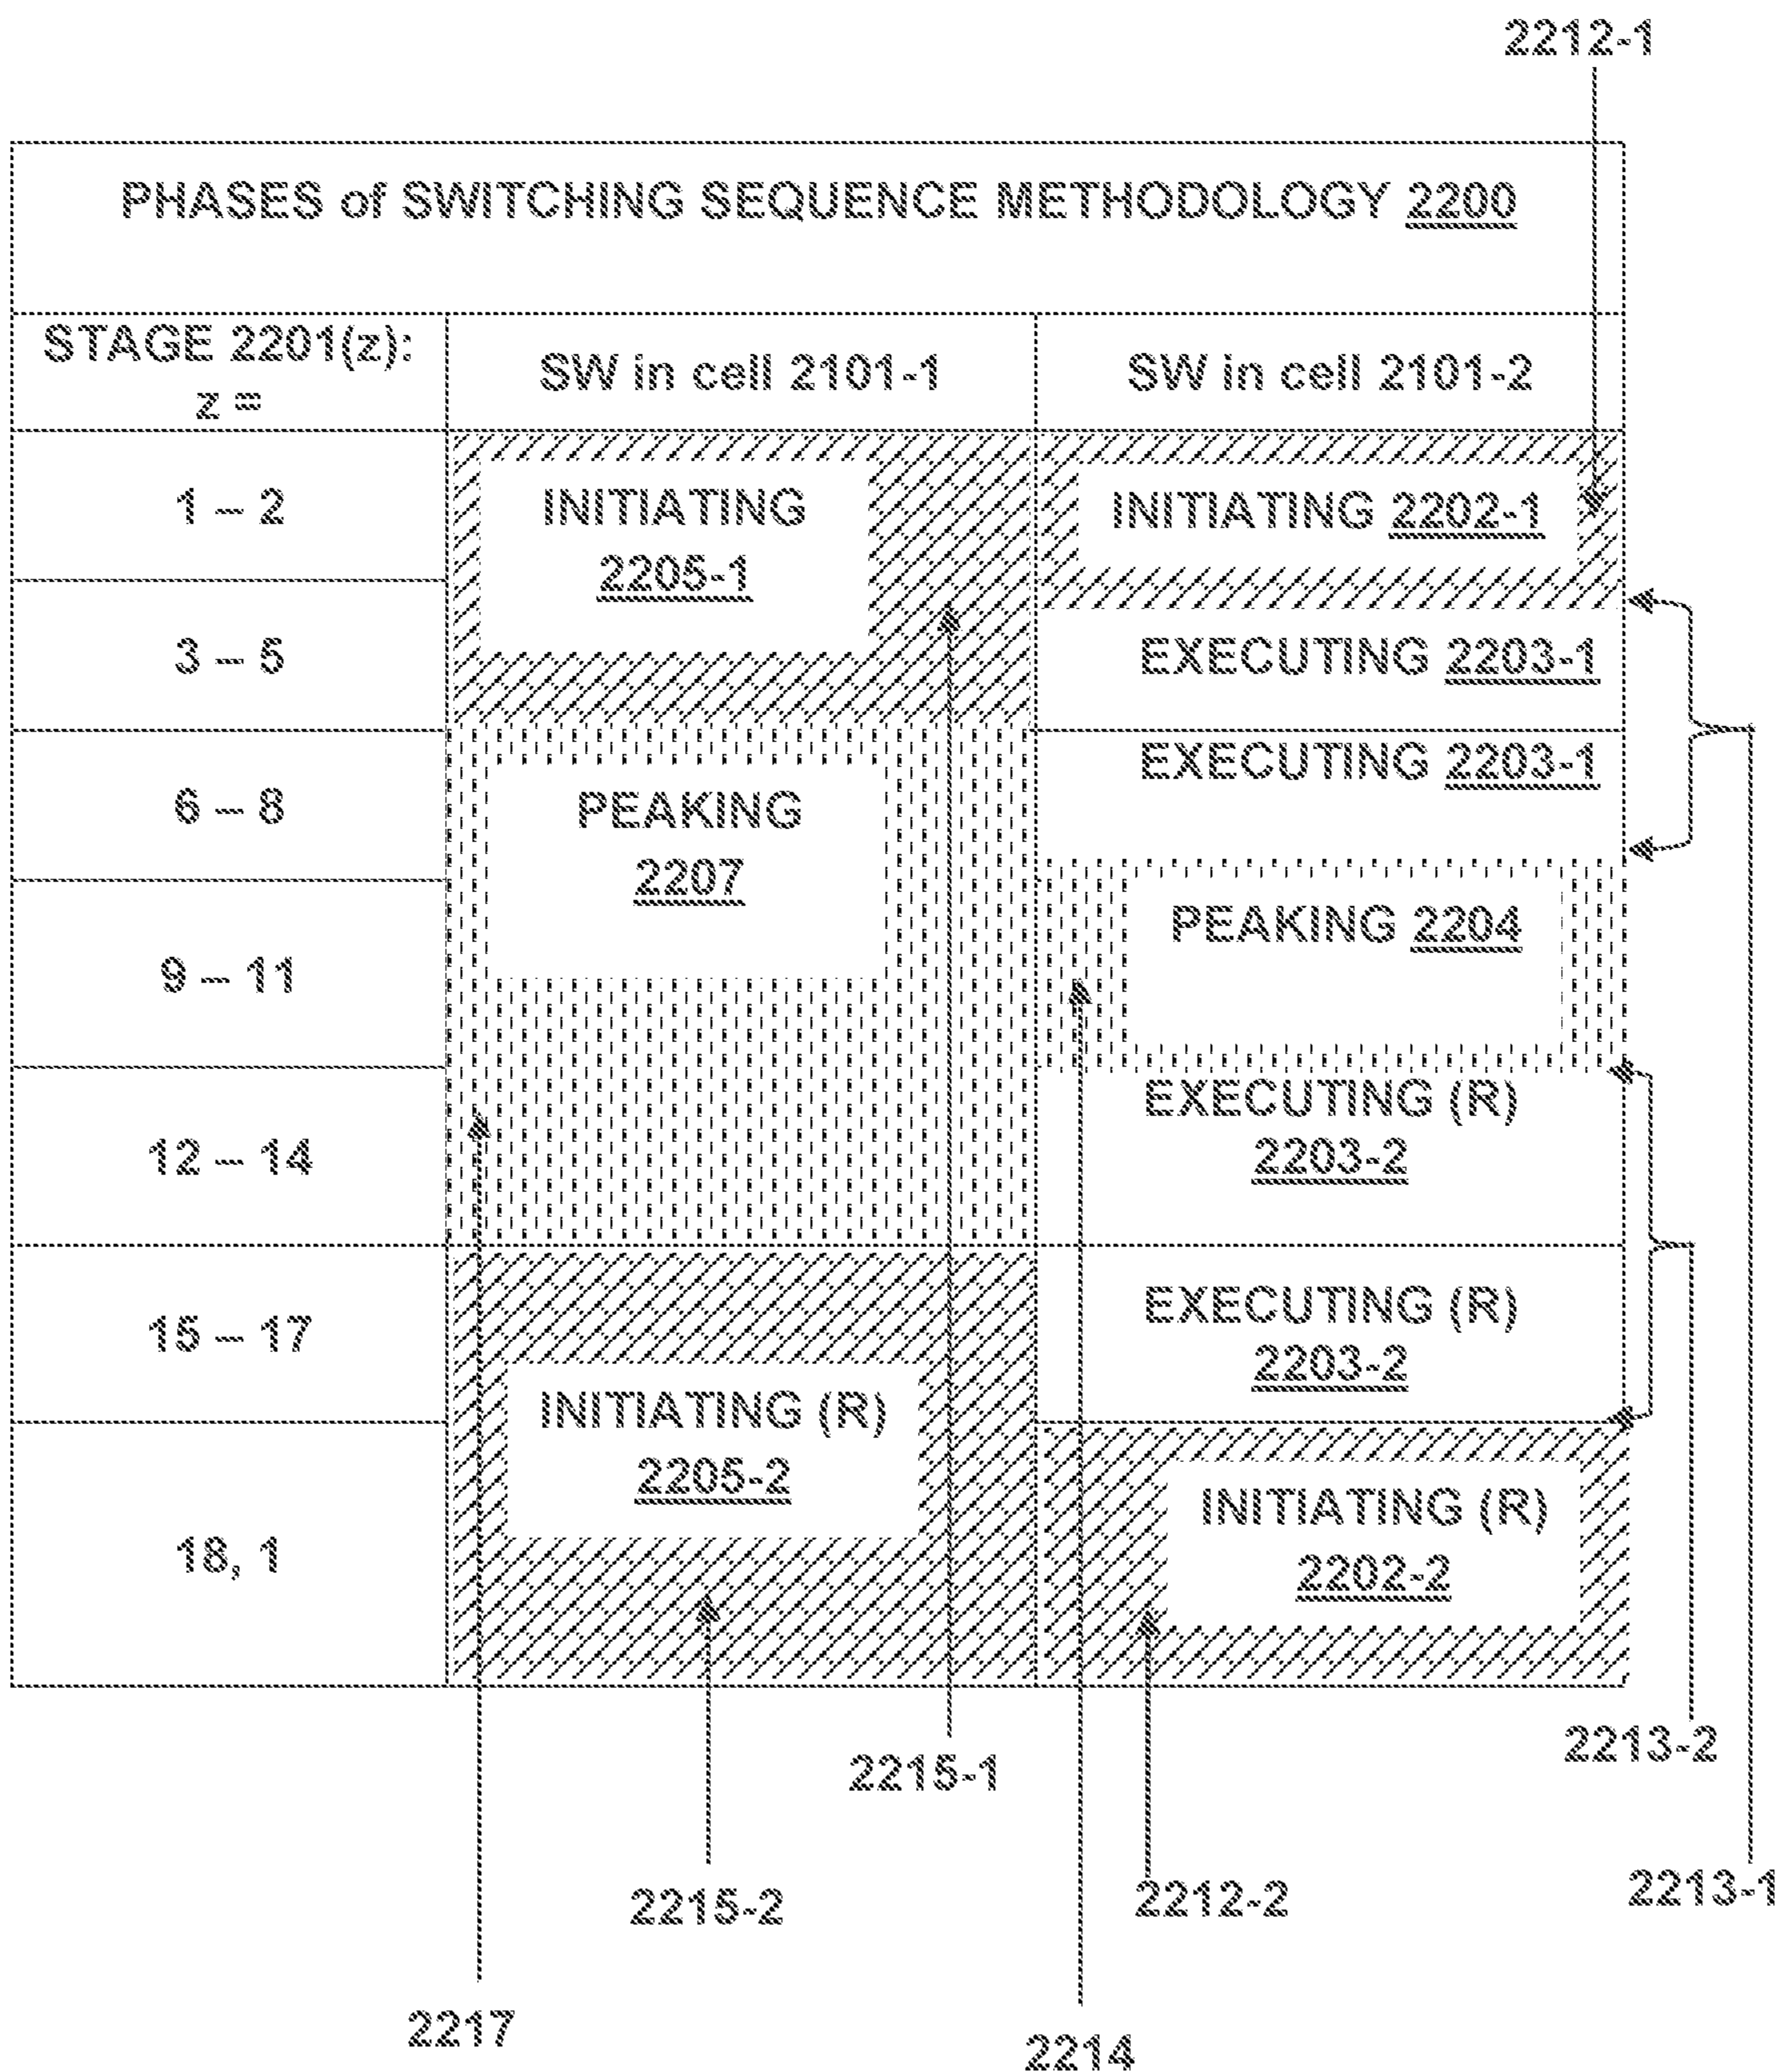 2212-1
PHASES of SWITCHING SEQUENCE METHODOLOGY 2200
STAGE 2201(z):
z =
SW in cell 2101-1
SW in cell 2101-2
1 – 2
INITIATING
2205-1
INITIATING 2202-1
3 – 5
EXECUTING 2203-1
6 – 8
PEAKING
2207
EXECUTING 2203-1
9 – 11
PEAKING 2204
12 – 14
EXECUTING (R)
2203-2
15 – 17
EXECUTING (R)
2203-2
INITIATING (R)
2205-2
18, 1
INITIATING (R)
2202-2
2213-2
2215-1
2213-1
2215-2
2212-2
2217
2214